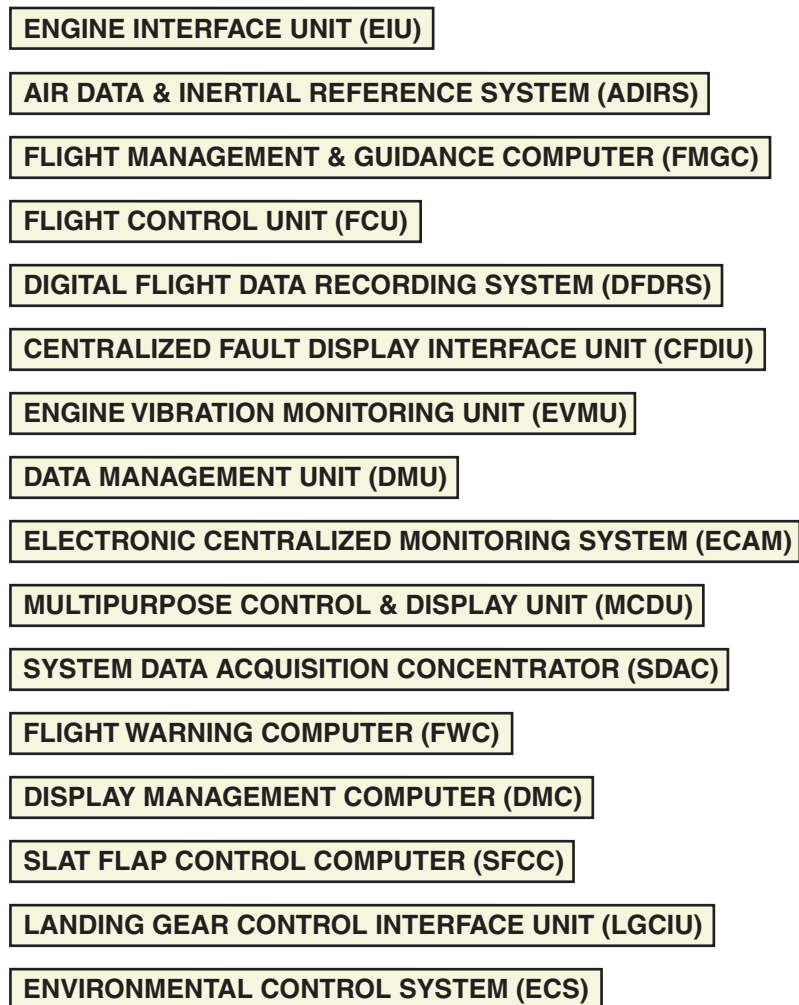 ENGINE INTERFACE UNIT (EIU)
AIR DATA & INERTIAL REFERENCE SYSTEM (ADIRS)
FLIGHT MANAGEMENT & GUIDANCE COMPUTER (FMGC)
FLIGHT CONTROL UNIT (FCU)
DIGITAL FLIGHT DATA RECORDING SYSTEM (DFDRS)
CENTRALIZED FAULT DISPLAY INTERFACE UNIT (CFDIU)
ENGINE VIBRATION MONITORING UNIT (EVMU)
DATA MANAGEMENT UNIT (DMU)
ELECTRONIC CENTRALIZED MONITORING SYSTEM (ECAM)
MULTIPURPOSE CONTROL & DISPLAY UNIT (MCDU)
SYSTEM DATA ACQUISITION CONCENTRATOR (SDAC)
FLIGHT WARNING COMPUTER (FWC)
DISPLAY MANAGEMENT COMPUTER (DMC)
SLAT FLAP CONTROL COMPUTER (SFCC)
LANDING GEAR CONTROL INTERFACE UNIT (LGCIU)
ENVIRONMENTAL CONTROL SYSTEM (ECS)